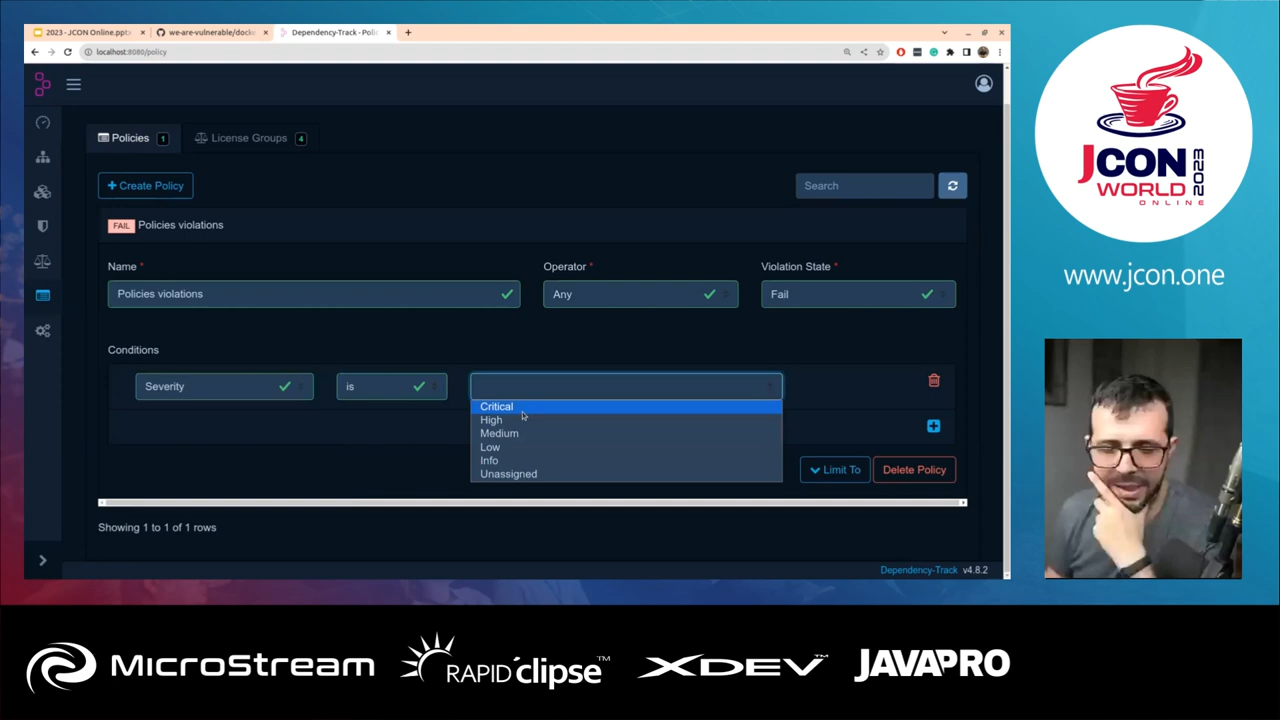 2023 - JCON Online.pptx
we-are-vulnerable/docke
Dependency-Track - Polic
localhost:8080/policy
Policies 1
License Groups 4
+ Create Policy
Search
FAIL Policies violations
Name *
Operator *
Violation State *
Policies violations
Any
Fail
Conditions
Severity
is
Critical
High
Medium
Low
Info
Unassigned
Limit To
Delete Policy
Showing 1 to 1 of 1 rows
Dependency-Track v4.8.2
JCON
WORLD
2023
ONLINE
www.jcon.one
MicroStream
RAPID'clipse™
XDEV™
JAVAPRO